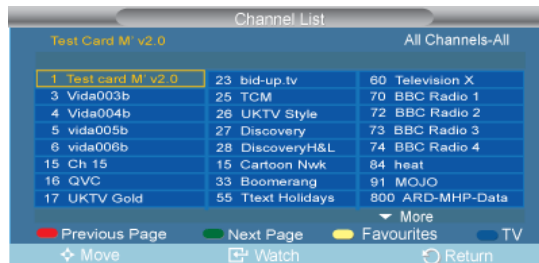 Channel List
Test Card M' v2.0 All Channels-All
1 Test card M' v2.0 23 bid-up.tv 60 Television X
3 Vida003b 25 TCM 70 BBC Radio 1
4 Vida004b 26 UKTV Style 72 BBC Radio 2
5 vida005b 27 Discovery 73 BBC Radio 3
6 vida006b 28 DiscoveryH&L 74 BBC Radio 4
15 Ch 15 15 Cartoon Nwk 84 heat
16 QVC 33 Boomerang 91 MOJO
17 UKTV Gold 55 Ttext Holidays 800 ARD-MHP-Data
More
Previous Page Next Page Favourites TV
Move Watch Return